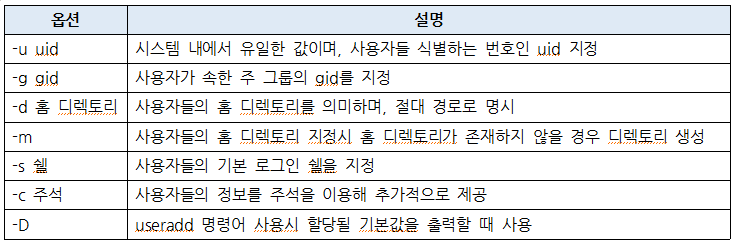 옵션 설명
-u uid 시스템 내에서 유일한 값이며, 사용자들 식별하는 번호인 uid 지정
-g gid 사용자가 속한 주 그룹의 gid를 지정
-d 홈 디렉토리 사용자들의 홈 디렉토리를 의미하며, 절대 경로로 명시
-m 사용자들의 홈 디렉토리 지정시 홈 디렉토리가 존재하지 않을 경우 디렉토리 생성
-s 쉘 사용자들의 기본 로그인 쉘을 지정
-c 주석 사용자들의 정보를 주석을 이용해 추가적으로 제공
-D useradd 명령어 사용시 할당될 기본값을 출력할 때 사용